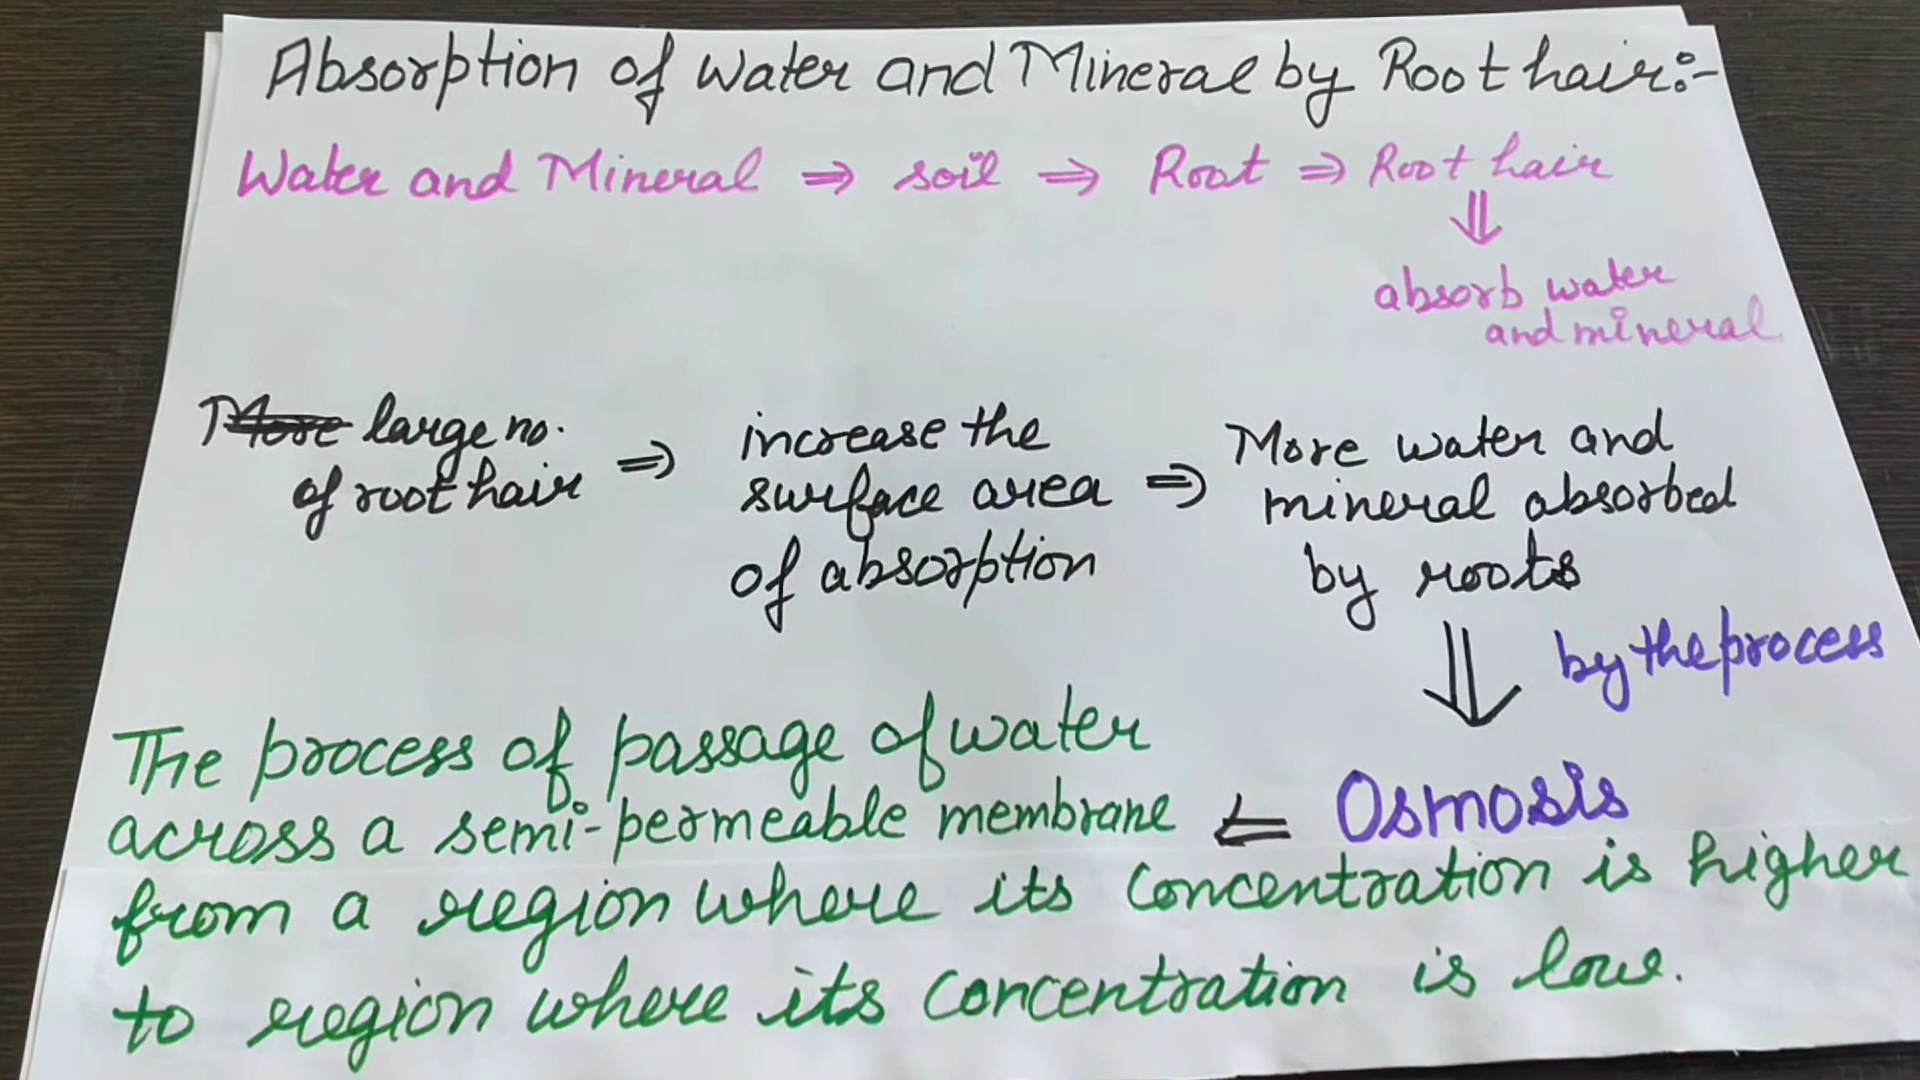 Absorption of Water and Mineral by Root hair:-
Water and Mineral ⇒ soil ⇒ Root ⇒ Root hair
⇓
absorb water
and mineral
More large no.
of root hair ⇒
increase the
surface area ⇒
of absorption
More water and
mineral absorbed
by roots
⇓ by the process
Osmosis
⇐
The process of passage of water
across a semi-permeable membrane
from a region where its concentration is higher
to region where its concentration is low.